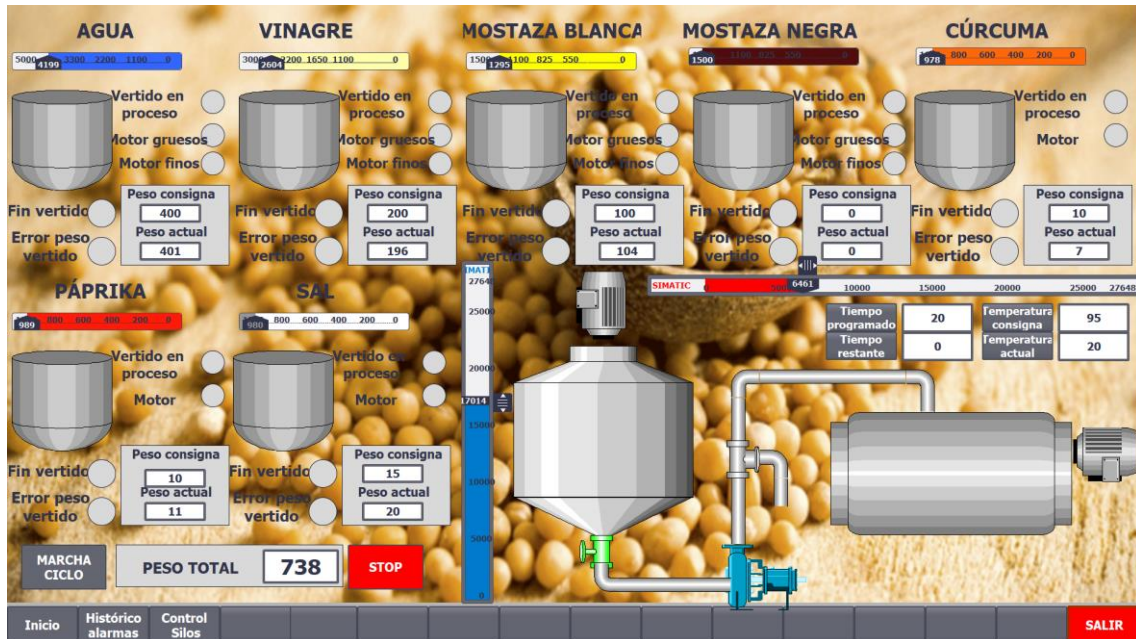 AGUA
VINAGRE
MOSTAZA BLANCA
MOSTAZA NEGRA
CÚRCUMA
5000 4199 3300 2200 1100 0
2604 2200 1650 1100 0
1295 1100 825 550 0
1500 1100 825 550 0
978 800 600 400 200 0
Vertido en
proceso
Motor gruesos
Motor finos
Peso consigna
400
Fin vertido
Peso actual
401
Error peso
vertido
Vertido en
proceso
Motor gruesos
Motor finos
Peso consigna
200
Fin vertido
Peso actual
196
Error peso
vertido
Vertido en
proceso
Motor gruesos
Motor finos
Peso consigna
100
Fin vertido
Peso actual
104
Error peso
vertido
Vertido en
proceso
Motor gruesos
Motor finos
Peso consigna
0
Fin vertido
Peso actual
0
Error peso
vertido
Vertido en
proceso
Motor
Peso consigna
10
Fin vertido
Peso actual
7
Error peso
vertido
PÁPRIKA
SAL
989 800 600 400 200 0
980 800 600 400 200 0
Vertido en
proceso
Motor
Peso consigna
10
Fin vertido
Peso actual
11
Error peso
vertido
Vertido en
proceso
Motor
Peso consigna
15
Fin vertido
Peso actual
20
Error peso
vertido
27648
25000
20000
17014
15000
10000
5000
0
SIMATIC 0 6461 10000 15000 20000 25000 27648
Tiempo
programado
20
Temperatura
consigna
95
Tiempo
restante
0
Temperatura
actual
20
MARCHA
CICLO
PESO TOTAL
738
STOP
Inicio
Histórico
alarmas
Control
Silos
SALIR